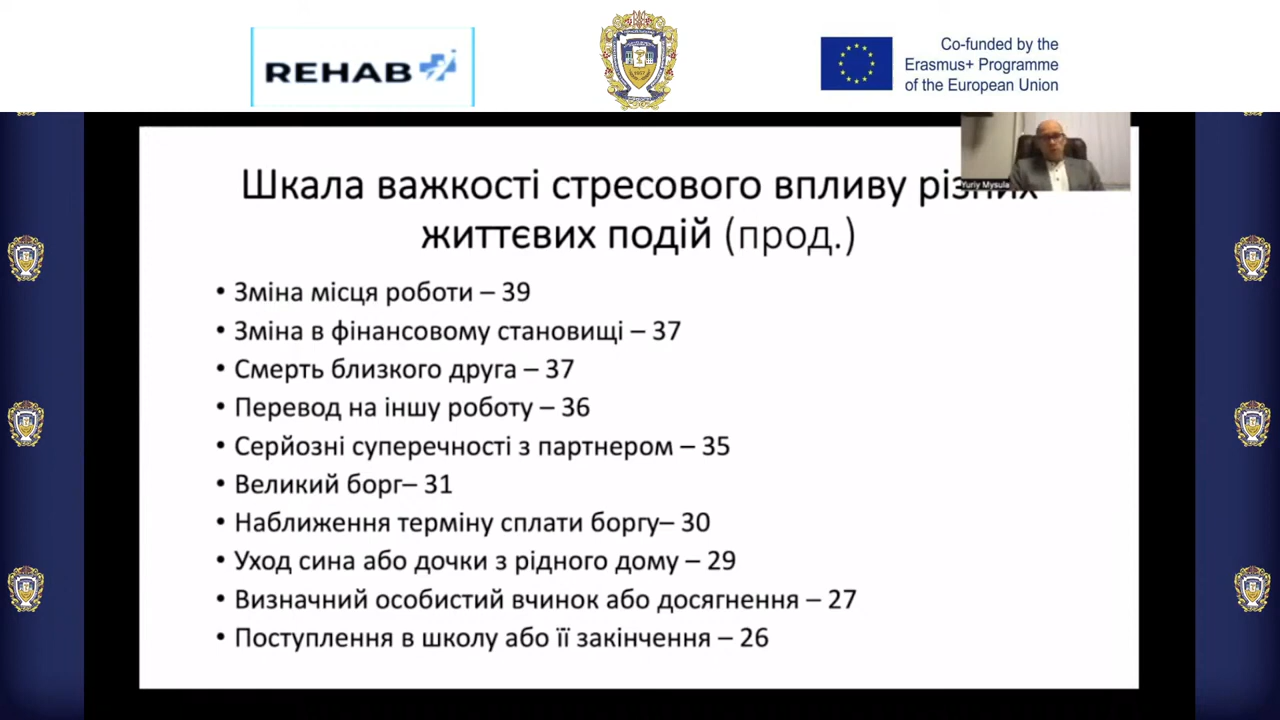 REHAB
Co-funded by the
Erasmus+ Programme
of the European Union
Yuriy Mysula
Шкала важкості стресового впливу різних
життєвих подій (прод.)
• Зміна місця роботи – 39
• Зміна в фінансовому становищі – 37
• Смерть близкого друга – 37
• Перевод на іншу роботу – 36
• Серйозні суперечності з партнером – 35
• Великий борг– 31
• Наближення терміну сплати боргу– 30
• Уход сина або дочки з рідного дому – 29
• Визначний особистий вчинок або досягнення – 27
• Поступлення в школу або її закінчення – 26